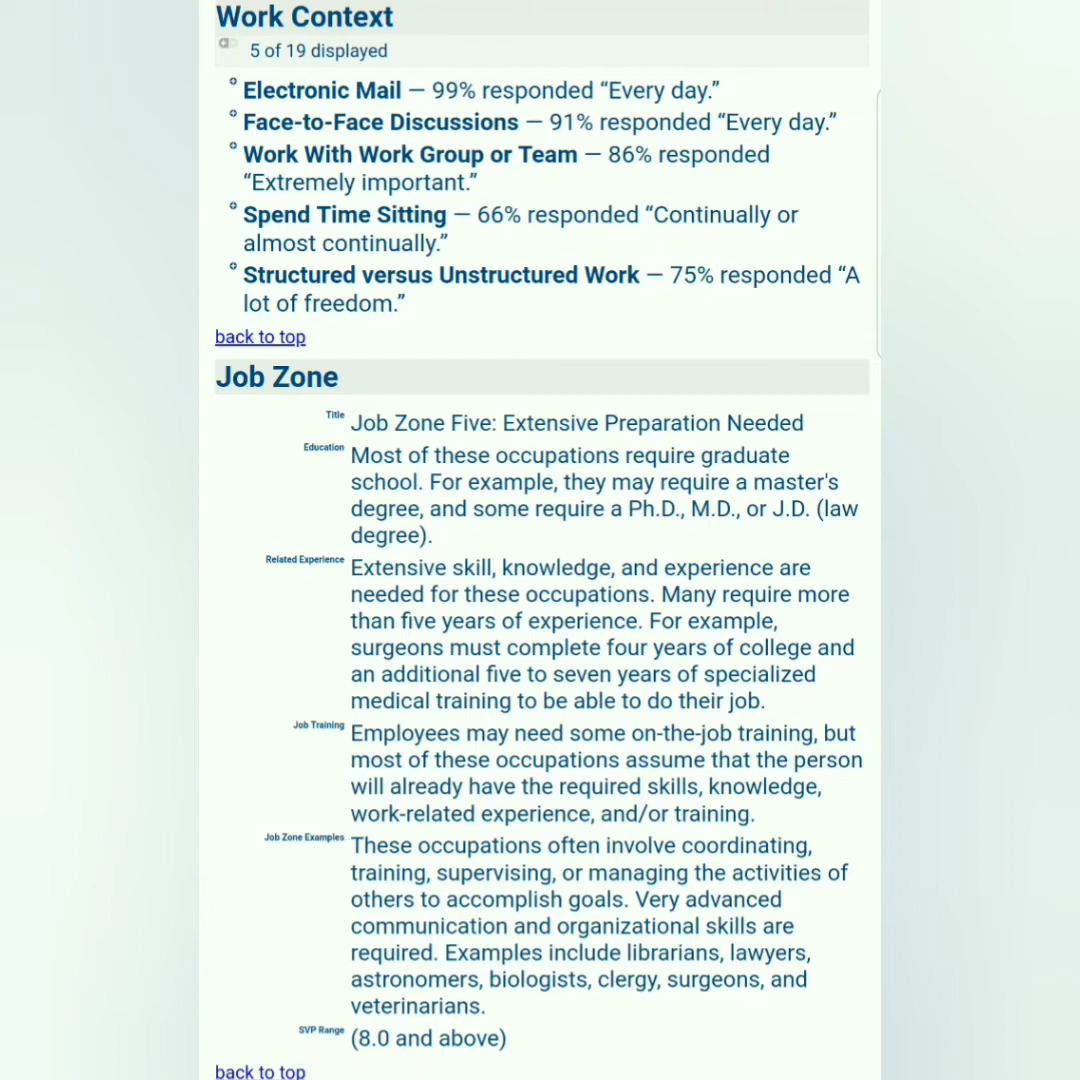 Work Context
5 of 19 displayed
Electronic Mail — 99% responded “Every day.”
Face-to-Face Discussions — 91% responded “Every day.”
Work With Work Group or Team — 86% responded
“Extremely important.”
Spend Time Sitting — 66% responded “Continually or
almost continually.”
Structured versus Unstructured Work — 75% responded “A
lot of freedom.”
back to top
Job Zone
Title Job Zone Five: Extensive Preparation Needed
Education Most of these occupations require graduate
school. For example, they may require a master's
degree, and some require a Ph.D., M.D., or J.D. (law
degree).
Related Experience Extensive skill, knowledge, and experience are
needed for these occupations. Many require more
than five years of experience. For example,
surgeons must complete four years of college and
an additional five to seven years of specialized
medical training to be able to do their job.
Job Training Employees may need some on-the-job training, but
most of these occupations assume that the person
will already have the required skills, knowledge,
work-related experience, and/or training.
Job Zone Examples These occupations often involve coordinating,
training, supervising, or managing the activities of
others to accomplish goals. Very advanced
communication and organizational skills are
required. Examples include librarians, lawyers,
astronomers, biologists, clergy, surgeons, and
veterinarians.
SVP Range (8.0 and above)
back to top